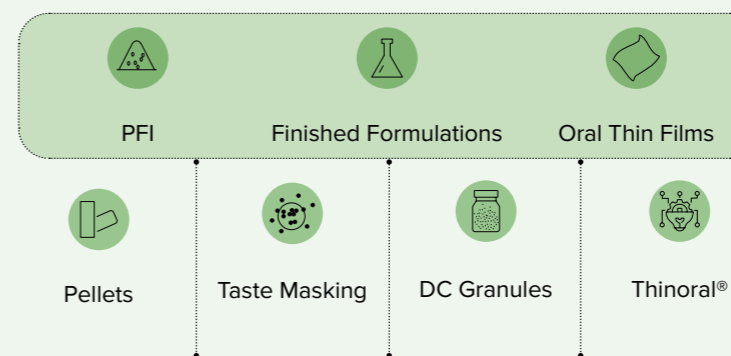 PFI
Finished Formulations
Oral Thin Films
Pellets
Taste Masking
DC Granules
Thinoral®